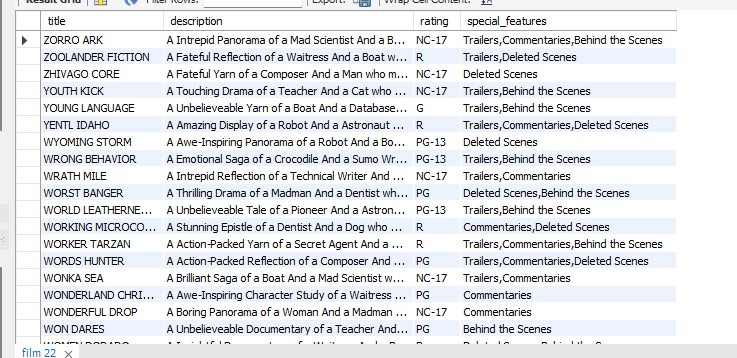 Result Grid Filter Rows: Export: Wrap Cell Content: IA
title description rating special_features
ZORRO ARK A Intrepid Panorama of a Mad Scientist And a B... NC-17 Trailers,Commentaries,Behind the Scenes
ZOOLANDER FICTION A Fateful Reflection of a Waitress And a Boat w... R Trailers,Deleted Scenes
ZHIVAGO CORE A Fateful Yarn of a Composer And a Man who m... NC-17 Deleted Scenes
YOUTH KICK A Touching Drama of a Teacher And a Cat who ... NC-17 Trailers,Behind the Scenes
YOUNG LANGUAGE A Unbelieveable Yarn of a Boat And a Database... G Trailers,Behind the Scenes
YENTL IDAHO A Amazing Display of a Robot And a Astronaut ... R Trailers,Commentaries,Deleted Scenes
WYOMING STORM A Awe-Inspiring Panorama of a Robot And a Bo... PG-13 Deleted Scenes
WRONG BEHAVIOR A Emotional Saga of a Crocodile And a Sumo Wr... PG-13 Trailers,Behind the Scenes
WRATH MILE A Intrepid Reflection of a Technical Writer And ... NC-17 Trailers,Commentaries
WORST BANGER A Thrilling Drama of a Madman And a Dentist wh... PG Deleted Scenes,Behind the Scenes
WORLD LEATHERNE... A Unbelieveable Tale of a Pioneer And a Astron... PG-13 Trailers,Behind the Scenes
WORKING MICROCO... A Stunning Epistle of a Dentist And a Dog who ... R Commentaries,Deleted Scenes
WORKER TARZAN A Action-Packed Yarn of a Secret Agent And a ... R Trailers,Commentaries,Behind the Scenes
WORDS HUNTER A Action-Packed Reflection of a Composer And ... PG Trailers,Commentaries,Deleted Scenes
WONKA SEA A Brilliant Saga of a Boat And a Mad Scientist w... NC-17 Trailers,Commentaries
WONDERLAND CHRI... A Awe-Inspiring Character Study of a Waitress ... PG Commentaries
WONDERFUL DROP A Boring Panorama of a Woman And a Madman ... NC-17 Commentaries
WON DARES A Unbelieveable Documentary of a Teacher And... PG Behind the Scenes
film 22